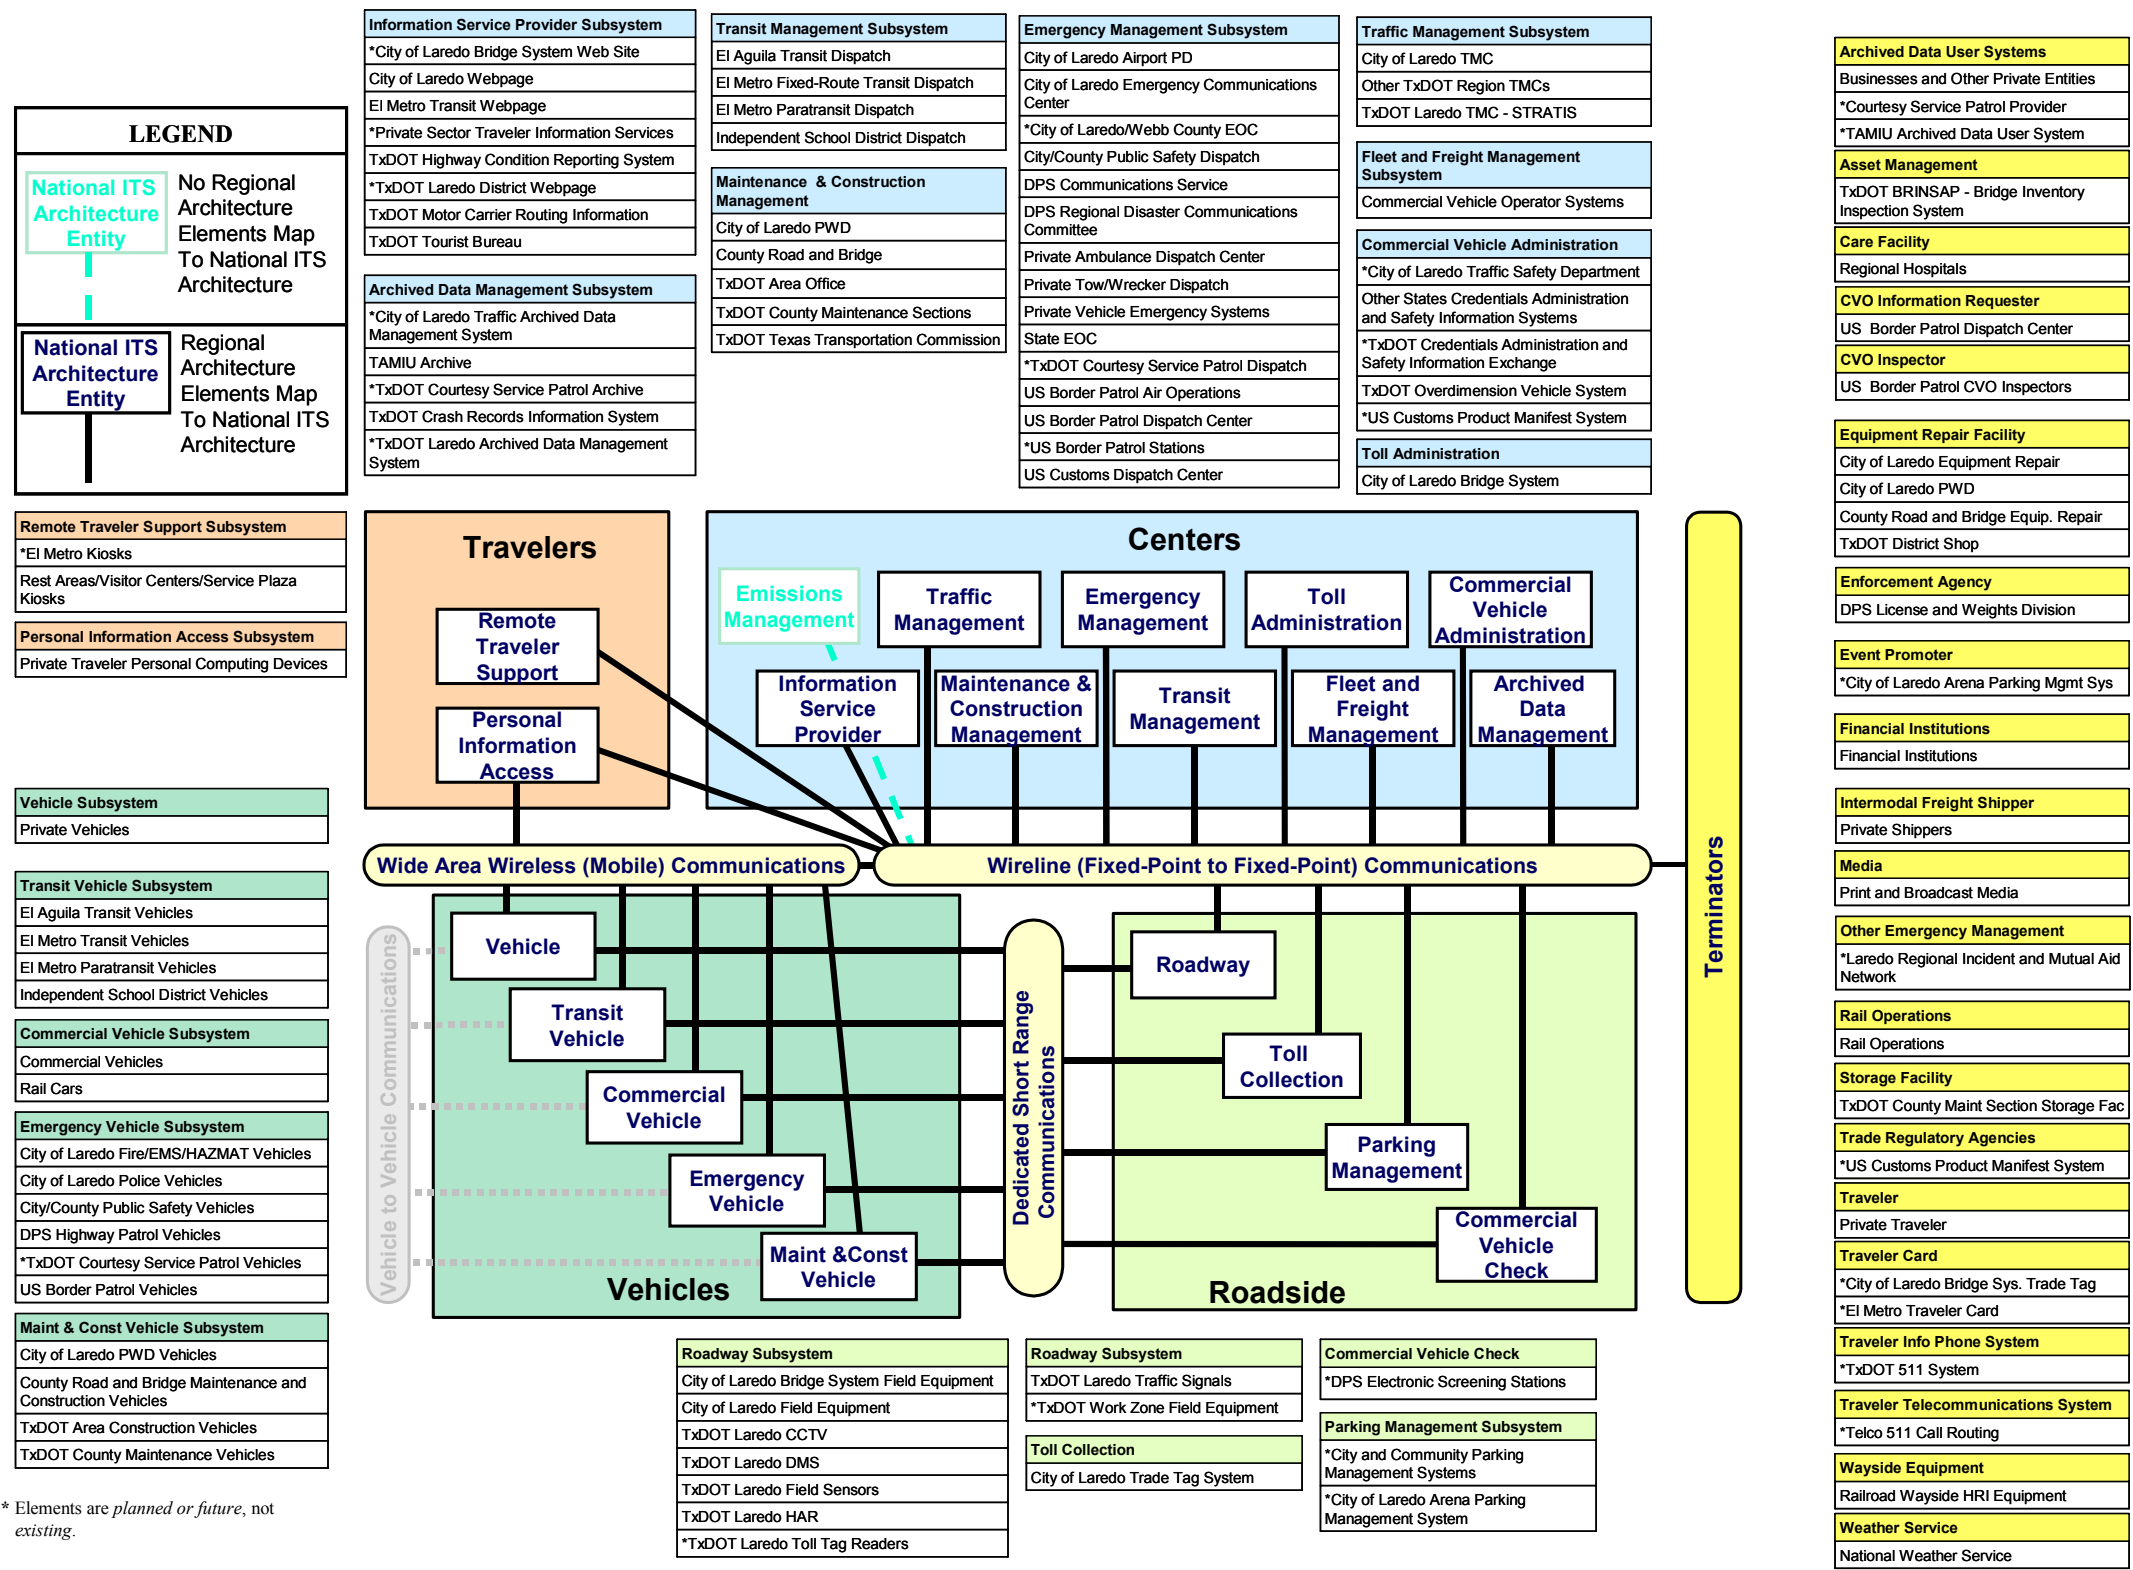 Information Service Provider Subsystem
*City of Laredo Bridge System Web Site
City of Laredo Webpage
El Metro Transit Webpage
*Private Sector Traveler Information Services
TxDOT Highway Condition Reporting System
*TxDOT Laredo District Webpage
TxDOT Motor Carrier Routing Information
TxDOT Tourist Bureau
Archived Data Management Subsystem
*City of Laredo Traffic Archived Data
Management System
TAMIU Archive
*TxDOT Courtesy Service Patrol Archive
TxDOT Crash Records Information System
*TxDOT Laredo Archived Data Management
System
Transit Management Subsystem
El Aguila Transit Dispatch
El Metro Fixed-Route Transit Dispatch
El Metro Paratransit Dispatch
Independent School District Dispatch
Maintenance & Construction
Management
City of Laredo PWD
County Road and Bridge
TxDOT Area Office
TxDOT County Maintenance Sections
TxDOT Texas Transportation Commission
Emergency Management Subsystem
City of Laredo Airport PD
City of Laredo Emergency Communications
Center
*City of Laredo/Webb County EOC
City/County Public Safety Dispatch
DPS Communications Service
DPS Regional Disaster Communications
Committee
Private Ambulance Dispatch Center
Private Tow/Wrecker Dispatch
Private Vehicle Emergency Systems
State EOC
*TxDOT Courtesy Service Patrol Dispatch
US Border Patrol Air Operations
US Border Patrol Dispatch Center
*US Border Patrol Stations
US Customs Dispatch Center
Traffic Management Subsystem
City of Laredo TMC
Other TxDOT Region TMCs
TxDOT Laredo TMC - STRATIS
Fleet and Freight Management
Subsystem
Commercial Vehicle Operator Systems
Commercial Vehicle Administration
*City of Laredo Traffic Safety Department
Other States Credentials Administration
and Safety Information Systems
*TxDOT Credentials Administration and
Safety Information Exchange
TxDOT Overdimension Vehicle System
*US Customs Product Manifest System
Toll Administration
City of Laredo Bridge System
LEGEND
National ITS
Architecture
Entity
No Regional
Architecture
Elements Map
To National ITS
Architecture
National ITS
Architecture
Entity
Regional
Architecture
Elements Map
To National ITS
Architecture
Remote Traveler Support Subsystem
*El Metro Kiosks
Rest Areas/Visitor Centers/Service Plaza
Kiosks
Personal Information Access Subsystem
Private Traveler Personal Computing Devices
Vehicle Subsystem
Private Vehicles
Transit Vehicle Subsystem
El Aguila Transit Vehicles
El Metro Transit Vehicles
El Metro Paratransit Vehicles
Independent School District Vehicles
Commercial Vehicle Subsystem
Commercial Vehicles
Rail Cars
Emergency Vehicle Subsystem
City of Laredo Fire/EMS/HAZMAT Vehicles
City of Laredo Police Vehicles
City/County Public Safety Vehicles
DPS Highway Patrol Vehicles
*TxDOT Courtesy Service Patrol Vehicles
US Border Patrol Vehicles
Maint & Const Vehicle Subsystem
City of Laredo PWD Vehicles
County Road and Bridge Maintenance and
Construction Vehicles
TxDOT Area Construction Vehicles
TxDOT County Maintenance Vehicles
* Elements are planned or future, not
existing.
Travelers
Remote
Traveler
Support
Personal
Information
Access
Centers
Emissions
Management
Traffic
Management
Emergency
Management
Toll
Administration
Commercial
Vehicle
Administration
Information
Service
Provider
Maintenance &
Construction
Management
Transit
Management
Fleet and
Freight
Management
Archived
Data
Management
Wide Area Wireless (Mobile) Communications
Wireline (Fixed-Point to Fixed-Point) Communications
Vehicle to Vehicle Communications
Vehicle
Transit
Vehicle
Commercial
Vehicle
Emergency
Vehicle
Maint &Const
Vehicle
Vehicles
Dedicated Short Range
Communications
Roadway
Toll
Collection
Parking
Management
Commercial
Vehicle
Check
Roadside
Terminators
Roadway Subsystem
City of Laredo Bridge System Field Equipment
City of Laredo Field Equipment
TxDOT Laredo CCTV
TxDOT Laredo DMS
TxDOT Laredo Field Sensors
TxDOT Laredo HAR
*TxDOT Laredo Toll Tag Readers
Roadway Subsystem
TxDOT Laredo Traffic Signals
*TxDOT Work Zone Field Equipment
Toll Collection
City of Laredo Trade Tag System
Commercial Vehicle Check
*DPS Electronic Screening Stations
Parking Management Subsystem
*City and Community Parking
Management Systems
*City of Laredo Arena Parking
Management System
Archived Data User Systems
Businesses and Other Private Entities
*Courtesy Service Patrol Provider
*TAMIU Archived Data User System
Asset Management
TxDOT BRINSAP - Bridge Inventory
Inspection System
Care Facility
Regional Hospitals
CVO Information Requester
US Border Patrol Dispatch Center
CVO Inspector
US Border Patrol CVO Inspectors
Equipment Repair Facility
City of Laredo Equipment Repair
City of Laredo PWD
County Road and Bridge Equip. Repair
TxDOT District Shop
Enforcement Agency
DPS License and Weights Division
Event Promoter
*City of Laredo Arena Parking Mgmt Sys
Financial Institutions
Financial Institutions
Intermodal Freight Shipper
Private Shippers
Media
Print and Broadcast Media
Other Emergency Management
*Laredo Regional Incident and Mutual Aid
Network
Rail Operations
Rail Operations
Storage Facility
TxDOT County Maint Section Storage Fac
Trade Regulatory Agencies
*US Customs Product Manifest System
Traveler
Private Traveler
Traveler Card
*City of Laredo Bridge Sys. Trade Tag
*El Metro Traveler Card
Traveler Info Phone System
*TxDOT 511 System
Traveler Telecommunications System
*Telco 511 Call Routing
Wayside Equipment
Railroad Wayside HRI Equipment
Weather Service
National Weather Service